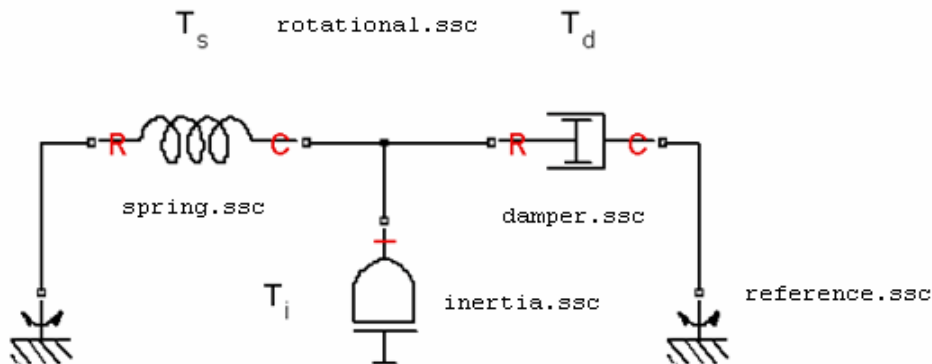 Ts rotational.ssc Td
R C R C
spring.ssc damper.ssc
Ti inertia.ssc reference.ssc